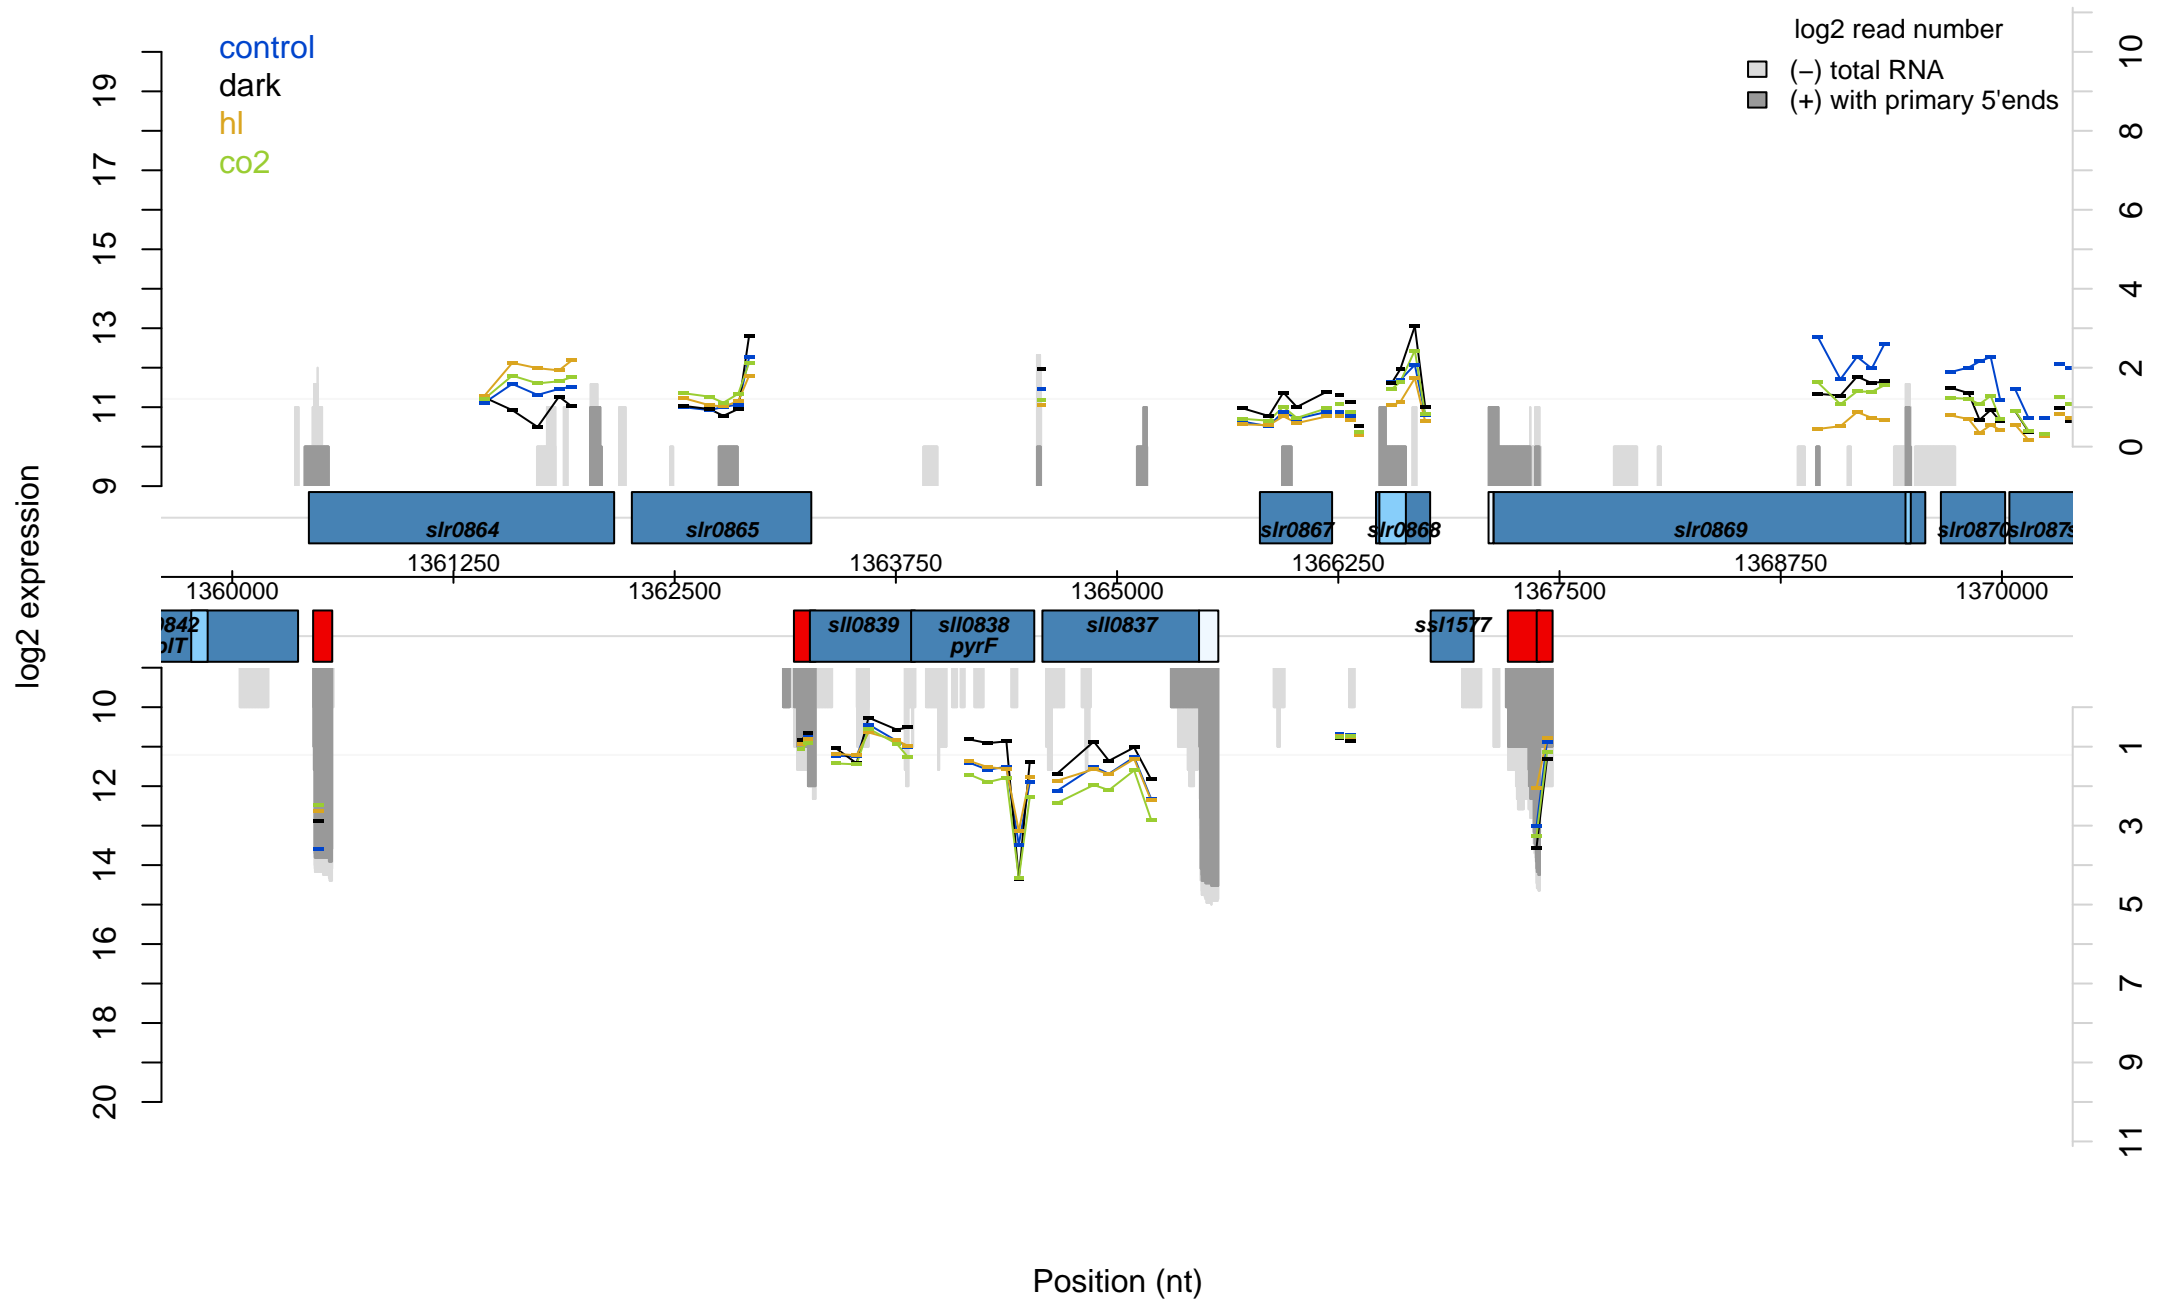 control
dark
hl
co2
log2 read number
(−) total RNA
(+) with primary 5'ends
19
17
15
13
11
9
10
8
6
4
2
0
log2 expression
slr0864
slr0865
slr0867
slr0868
slr0869
slr0870
slr087
1361250
1363750
1366250
1368750
1360000
1362500
1365000
1367500
1370000
0842
sll0839
sll0838
sll0837
ssl1577
pyrF
10
12
14
16
18
20
1
3
5
7
9
11
Position (nt)